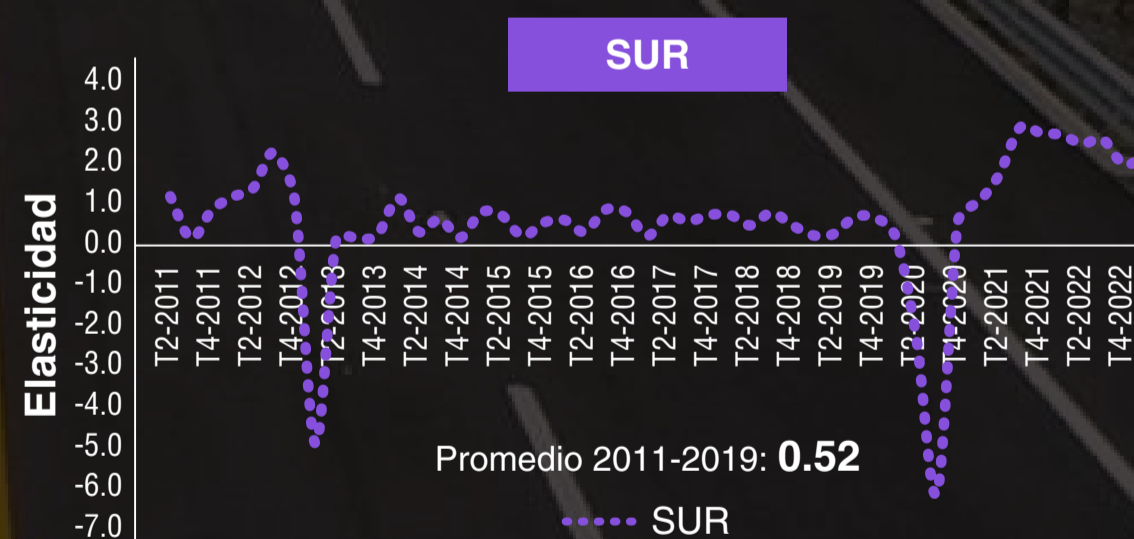 SUR
Elasticidad
4.0
3.0
2.0
1.0
0.0
-1.0
-2.0
-3.0
-4.0
-5.0
-6.0
-7.0
T2-2011
T4-2011
T2-2012
T4-2012
T2-2013
T4-2013
T2-2014
T4-2014
T2-2015
T4-2015
T2-2016
T4-2016
T2-2017
T4-2017
T2-2018
T4-2018
T2-2019
T4-2019
T2-2020
T4-2020
T2-2021
T4-2021
T2-2022
T4-2022
Promedio 2011-2019: 0.52
SUR